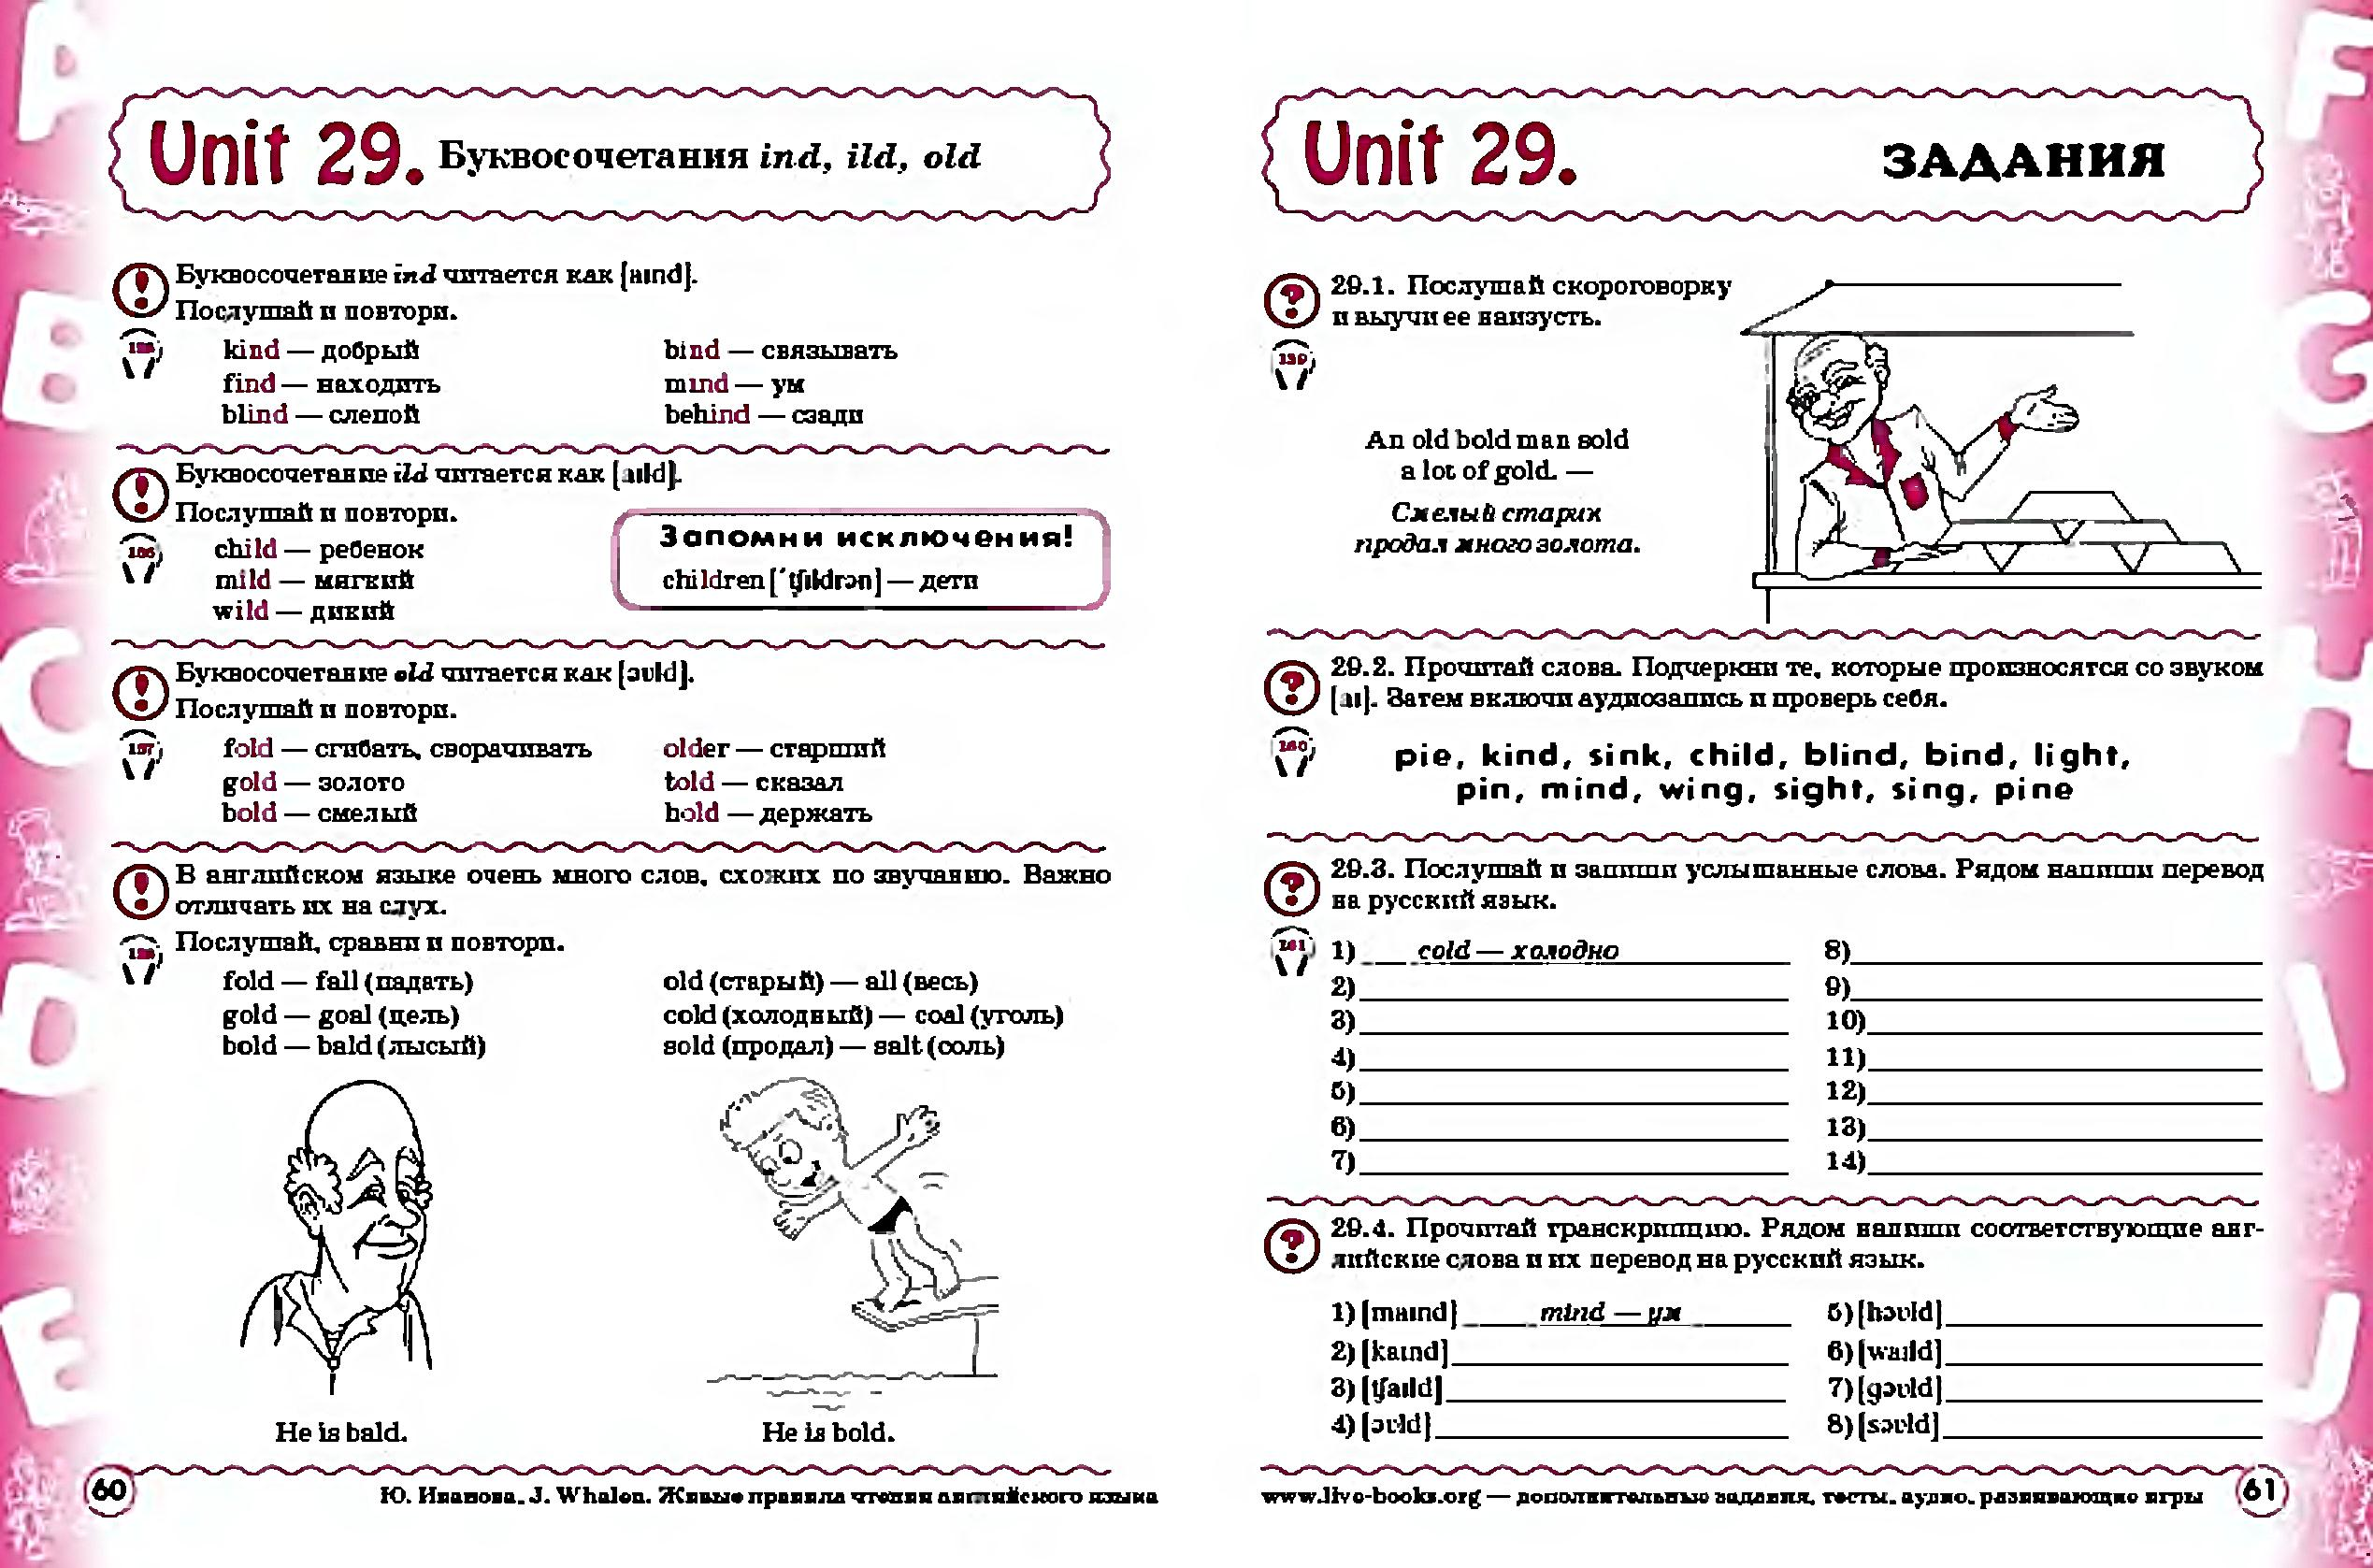 Unit 29. Буквосочетания ind, ild, old
Буквосочетание ind читается как [aɪnd].
Послушай и повтори.
kind — добрый
find — находить
blind — слепой
bind — связывать
mind — ум
behind — сзади
Буквосочетание ild читается как [aɪld].
Послушай и повтори.
child — ребенок
mild — мягкий
wild — дикий
Запомни исключения!
children [ˈʧɪldrən] — дети
Буквосочетание old читается как [əʊld].
Послушай и повтори.
157
fold — сгибать, сворачивать
gold — золото
bold — смелый
older — старший
told — сказал
hold — держать
В английском языке очень много слов, схожих по звучанию. Важно
отличать их на слух.
Послушай, сравни и повтори.
fold — fall (падать)
gold — goal (цель)
bold — bald (лысый)
old (старый) — all (весь)
cold (холодный) — coal (уголь)
sold (продал) — salt (соль)
He is bald.
He is bold.
60
Ю. Иванова, J. Whalen. Живые правила чтения английского языка
Unit 29. ЗАДАНИЯ
29.1. Послушай скороговорку
и выучи ее наизусть.
159
An old bold man sold
a lot of gold. —
Смелый старик
продал много золота.
29.2. Прочитай слова. Подчеркни те, которые произносятся со звуком
[aɪ]. Затем включи аудиозапись и проверь себя.
160
pie, kind, sink, child, blind, bind, light,
pin, mind, wing, sight, sing, pine
29.3. Послушай и запиши услышанные слова. Рядом напиши перевод
на русский язык.
161
1) cold — холодно
2)
3)
4)
5)
6)
7)
8)
9)
10)
11)
12)
13)
14)
29.4. Прочитай транскрипцию. Рядом напиши соответствующие анг-
лийские слова и их перевод на русский язык.
1) [maɪnd] mind — ум
2) [kaɪnd]
3) [ʧaɪld]
4) [əʊld]
5) [həʊld]
6) [waɪld]
7) [gəʊld]
8) [səʊld]
www.live-books.org — дополнительные задания, тесты, аудио, развивающие игры
61